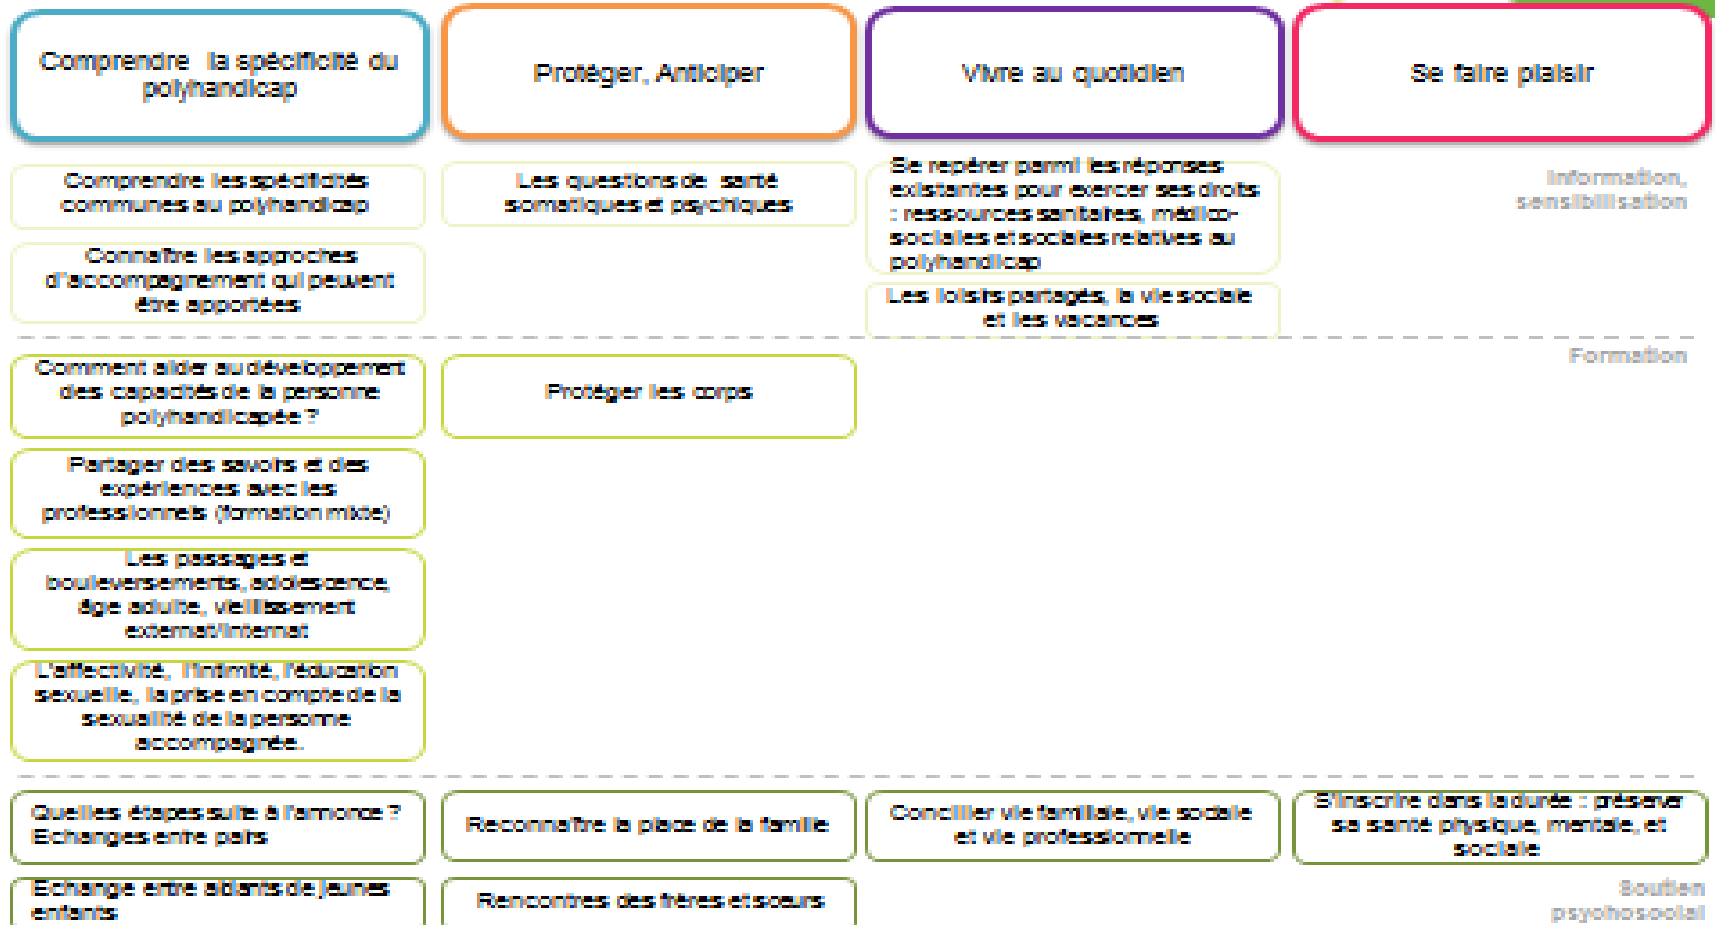 Comprendre la spécificité du
polyhandicap
Protéger, Anticiper
Vivre au quotidien
Se faire plaisir
Comprendre les spécificités
communes au polyhandicap
Les questions de santé
somatiques et psychiques
Se repérer parmi les réponses
existantes pour exercer ses droits
: ressources sanitaires, médico-
sociales et sociales relatives au
polyhandicap
Information,
sensibilisation
Connaître les approches
d'accompagnement qui peuvent
être apportées
Les loisirs partagés, la vie sociale
et les vacances
Formation
Comment aider au développement
des capacités de la personne
polyhandicapée ?
Protéger les corps
Partager des savoirs et des
expériences avec les
professionnels (formation mixte)
Les passages et
bouleversements, adolescence,
âge adulte, vieillissement
externat/internat
L'affectivité, l'intimité, l'éducation
sexuelle, la prise en compte de la
sexualité de la personne
accompagnée.
Quelles étapes suite à l'annonce ?
Echanges entre pairs
Reconnaître la place de la famille
Concilier vie familiale, vie sociale
et vie professionnelle
S'inscrire dans la durée : préserver
sa santé physique, mentale, et
sociale
Echange entre aidants de jeunes
enfants
Rencontres des frères et sœurs
Soutien
psychosocial